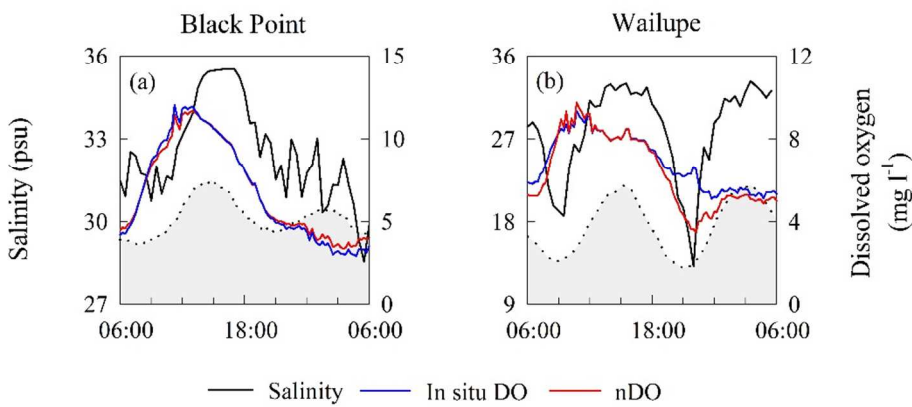 Black Point
Wailupe
36
33
30
27
Salinity (psu)
(a)
15
10
5
0
06:00
18:00
06:00
36
27
18
9
(b)
12
8
4
0
Dissolved oxygen
(mg l⁻¹)
06:00
18:00
06:00
Salinity
In situ DO
nDO